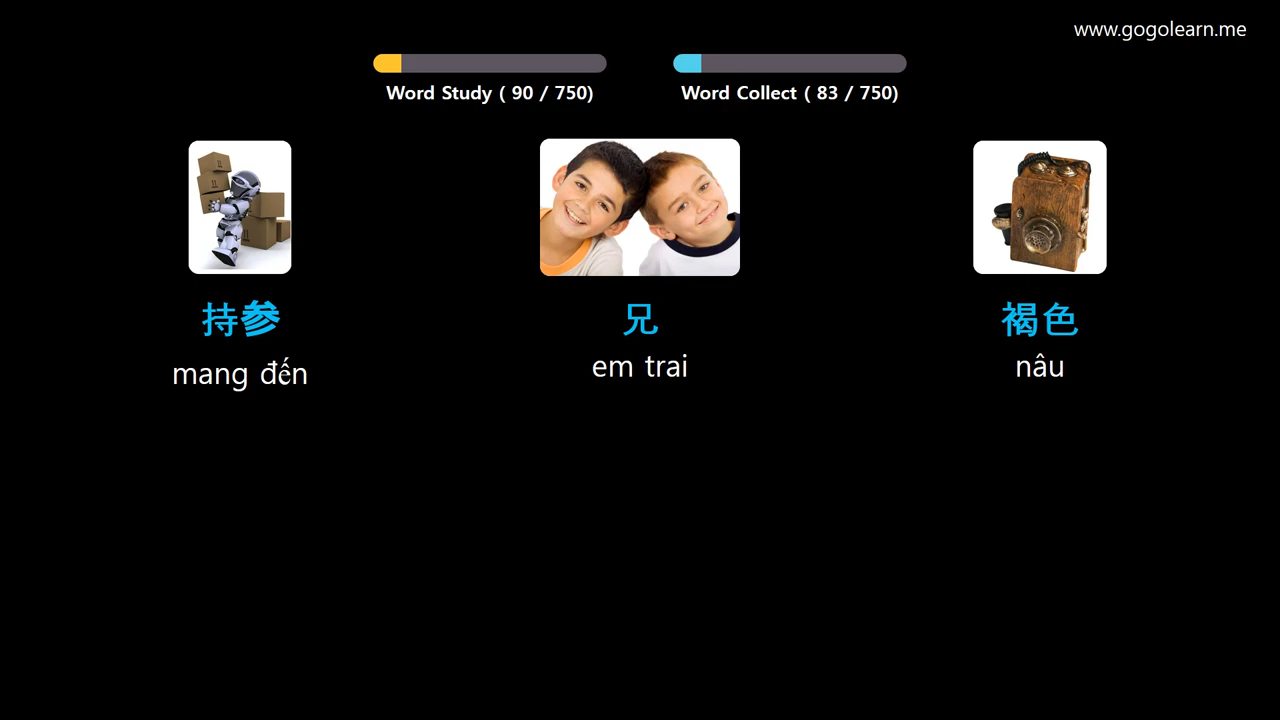 www.gogolearn.me
Word Study ( 90 / 750)
Word Collect ( 83 / 750)
持参
兄
褐色
mang đến
em trai
nâu